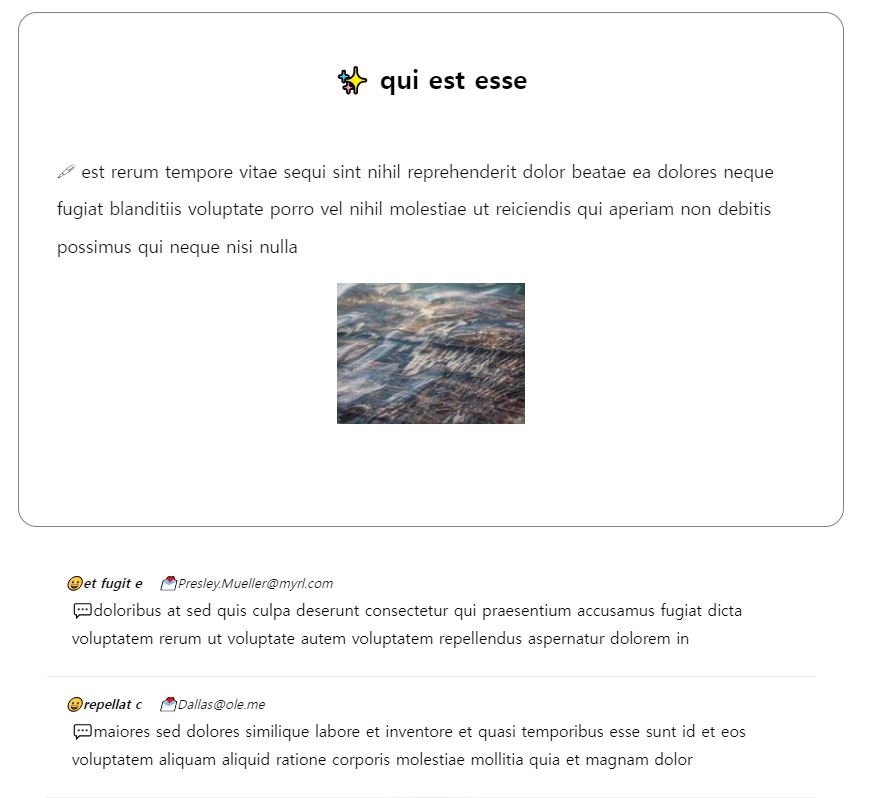 ✨ qui est esse
🖋 est rerum tempore vitae sequi sint nihil reprehenderit dolor beatae ea dolores neque
fugiat blanditiis voluptate porro vel nihil molestiae ut reiciendis qui aperiam non debitis
possimus qui neque nisi nulla
😀et fugit e 📩Presley.Mueller@myrl.com
💬doloribus at sed quis culpa deserunt consectetur qui praesentium accusamus fugiat dicta
voluptatem rerum ut voluptate autem voluptatem repellendus aspernatur dolorem in
😀repellat c 📩Dallas@ole.me
💬maiores sed dolores similique labore et inventore et quasi temporibus esse sunt id et eos
voluptatem aliquam aliquid ratione corporis molestiae mollitia quia et magnam dolor